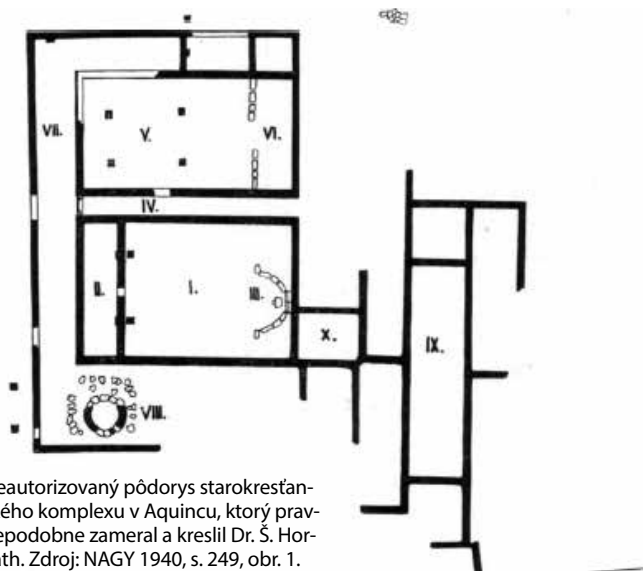 VII.
V.
VI.
IV.
II.
I.
III.
X.
IX.
VIII.
eautorizovaný pôdorys starokresťan-
ého komplexu v Aquincu, ktorý prav-
epodobne zameral a kreslil Dr. Š. Hor-
th. Zdroj: NAGY 1940, s. 249, obr. 1.